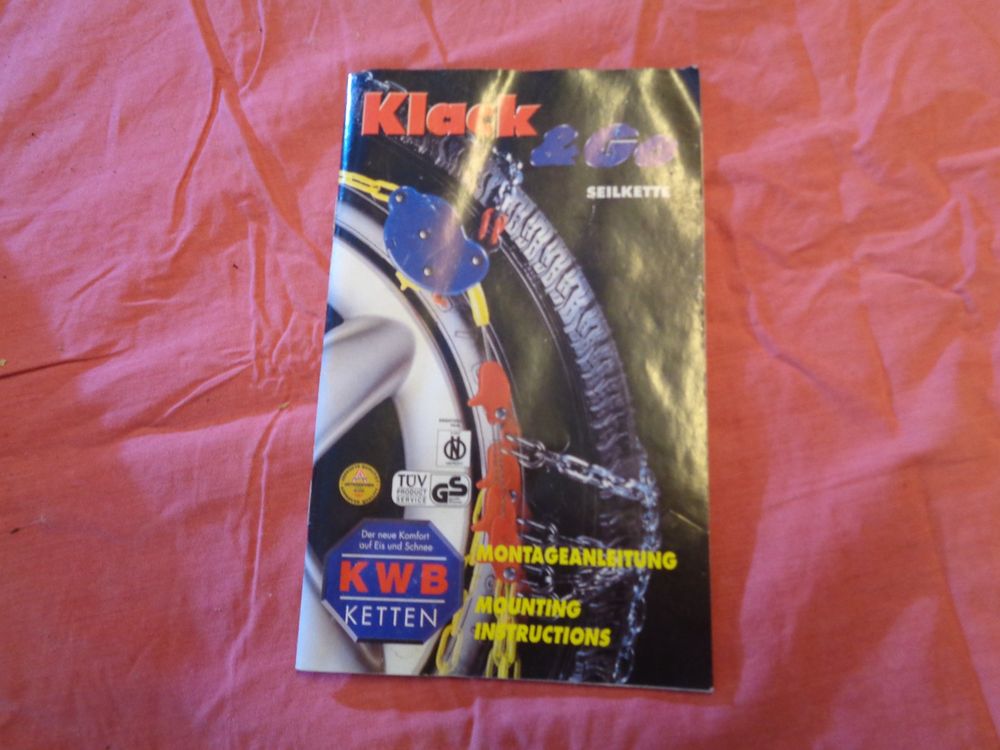 Klack
& Go
SEILKETTE
TÜV
PRODUCT
SERVICE
GS
Der neue Komfort
auf Eis und Schnee
KWB
KETTEN
MONTAGEANLEITUNG
MOUNTING
INSTRUCTIONS